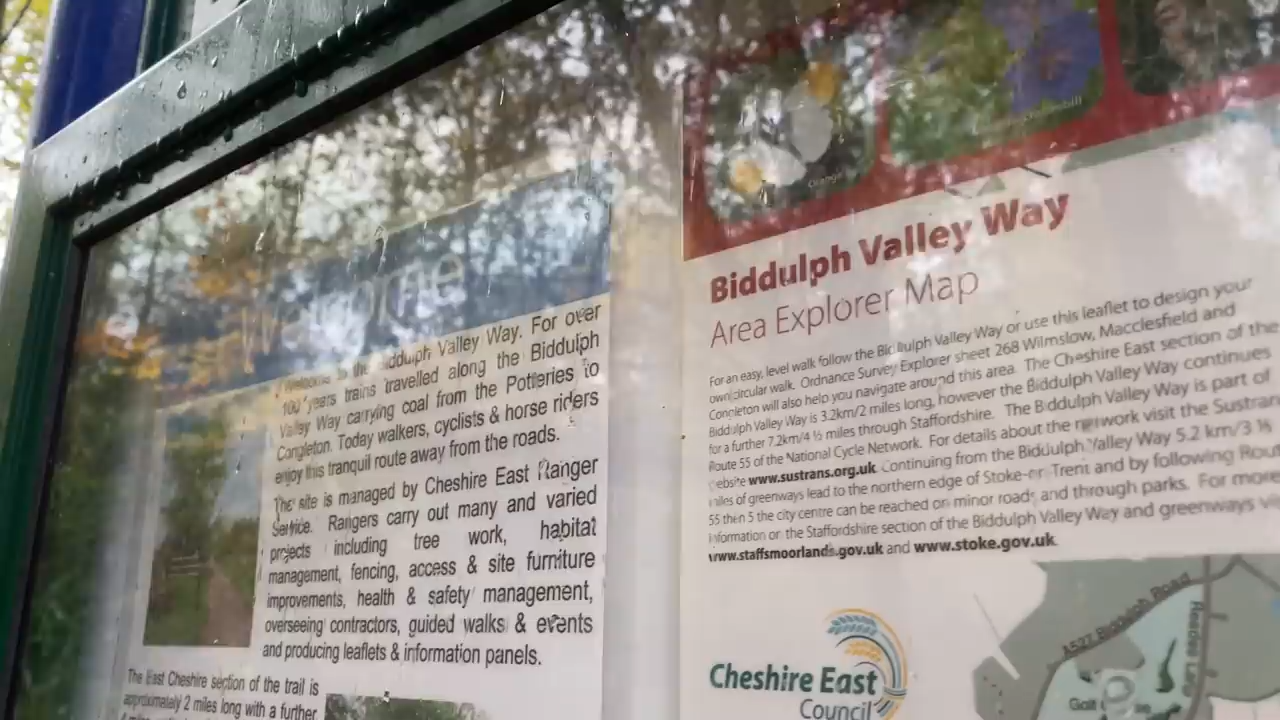 Welcome
Welcome to the Biddulph Valley Way. For over
100 years trains travelled along the Biddulph
Valley Way carrying coal from the Potteries to
Congleton. Today walkers, cyclists & horse riders
enjoy this tranquil route away from the roads.
This site is managed by Cheshire East Ranger
Service. Rangers carry out many and varied
projects including tree work, habitat
management, fencing, access & site furniture
improvements, health & safety management,
overseeing contractors, guided walks & events
and producing leaflets & information panels.
The East Cheshire section of the trail is
approximately 2 miles long with a further
Orange
Biddulph Valley Way
Area Explorer Map
For an easy, level walk follow the Biddulph Valley Way or use this leaflet to design your
own circular walk. Ordnance Survey Explorer sheet 268 Wilmslow, Macclesfield and
Congleton will also help you navigate around this area. The Cheshire East section of the
Biddulph Valley Way is 3.2km/2 miles long, however the Biddulph Valley Way continues
for a further 7.2km/4 ½ miles through Staffordshire. The Biddulph Valley Way is part of
Route 55 of the National Cycle Network. For details about the network visit the Sustrans
website www.sustrans.org.uk. Continuing from the Biddulph Valley Way 5.2 km/3 ½
miles of greenways lead to the northern edge of Stoke-on-Trent and by following Rout
55 then 5 the city centre can be reached on minor roads and through parks. For more
information on the Staffordshire section of the Biddulph Valley Way and greenways vi
www.staffsmoorlands.gov.uk and www.stoke.gov.uk.
Cheshire East
Council
A527 Biddulph Road
Reades Lane
Golf